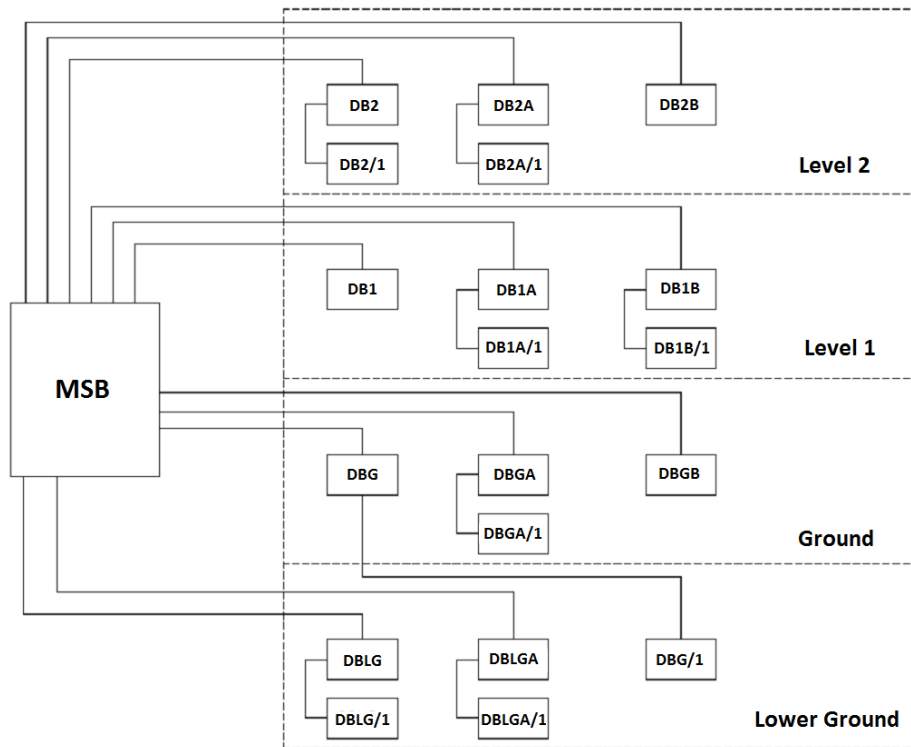 DB2
DB2A
DB2B
DB2/1
DB2A/1
Level 2
DB1
DB1A
DB1B
DB1A/1
DB1B/1
Level 1
MSB
DBG
DBGA
DBGB
DBGA/1
Ground
DBLG
DBLGA
DBG/1
DBLG/1
DBLGA/1
Lower Ground